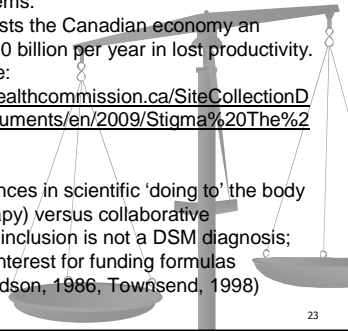 ems.
sts the Canadian economy an
0 billion per year in lost productivity.
e:
ealthcommission.ca/SiteCollectionD
uments/en/2009/Stigma%20The%2
nces in scientific ‘doing to’ the body
apy) versus collaborative
inclusion is not a DSM diagnosis;
nterest for funding formulas
dson, 1986, Townsend, 1998)
23